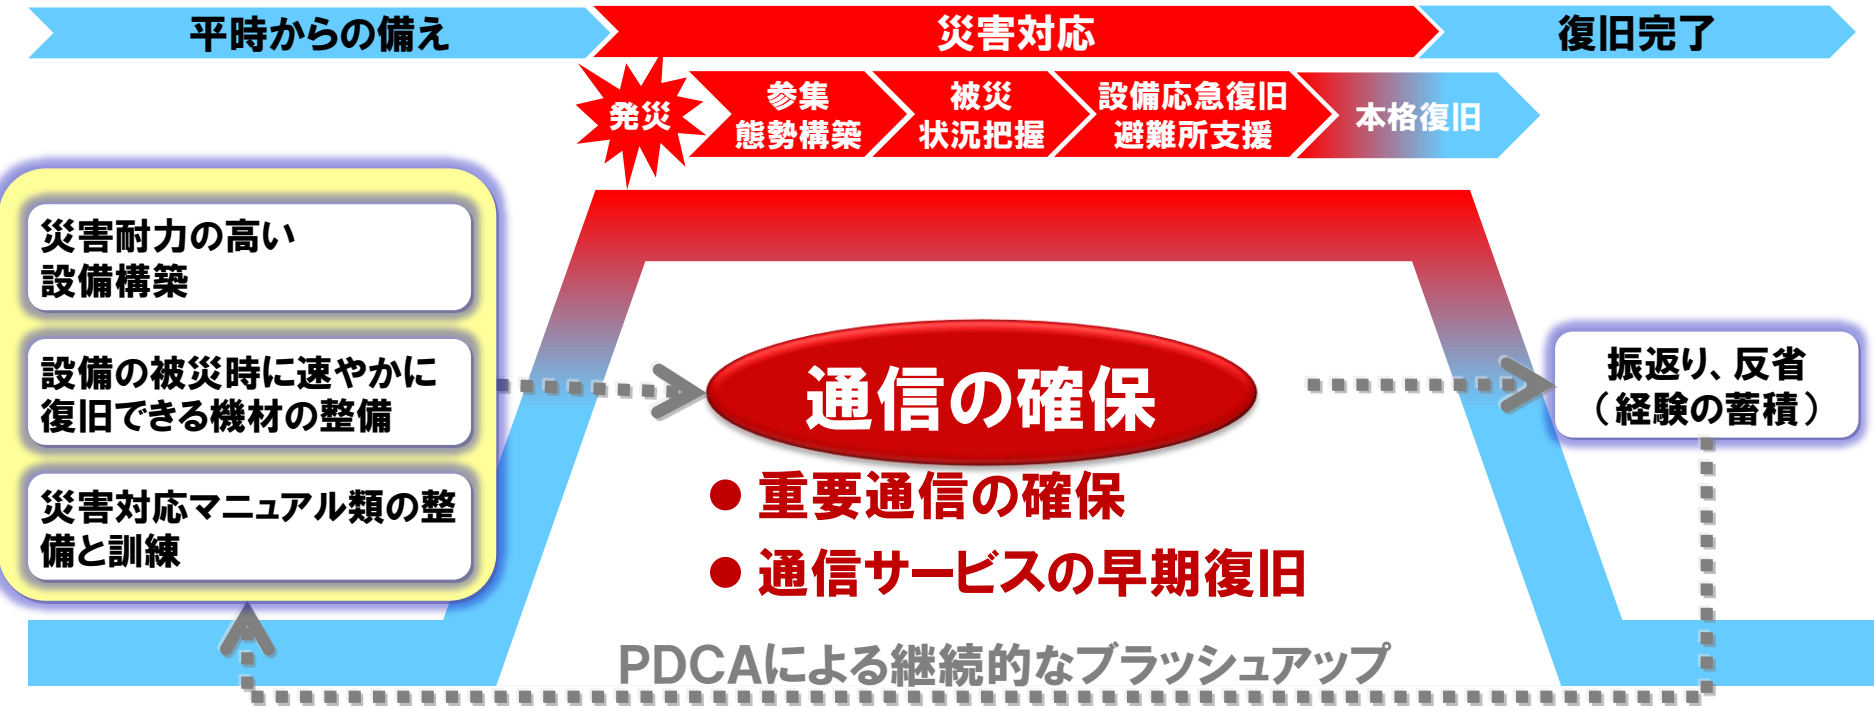 平時からの備え
災害対応
復旧完了
発災
参集
態勢構築
被災
状況把握
設備応急復旧
避難所支援
本格復旧
災害耐力の高い
設備構築
設備の被災時に速やかに
復旧できる機材の整備
災害対応マニュアル類の整
備と訓練
通信の確保
● 重要通信の確保
● 通信サービスの早期復旧
振返り、反省
（経験の蓄積）
PDCAによる継続的なブラッシュアップ